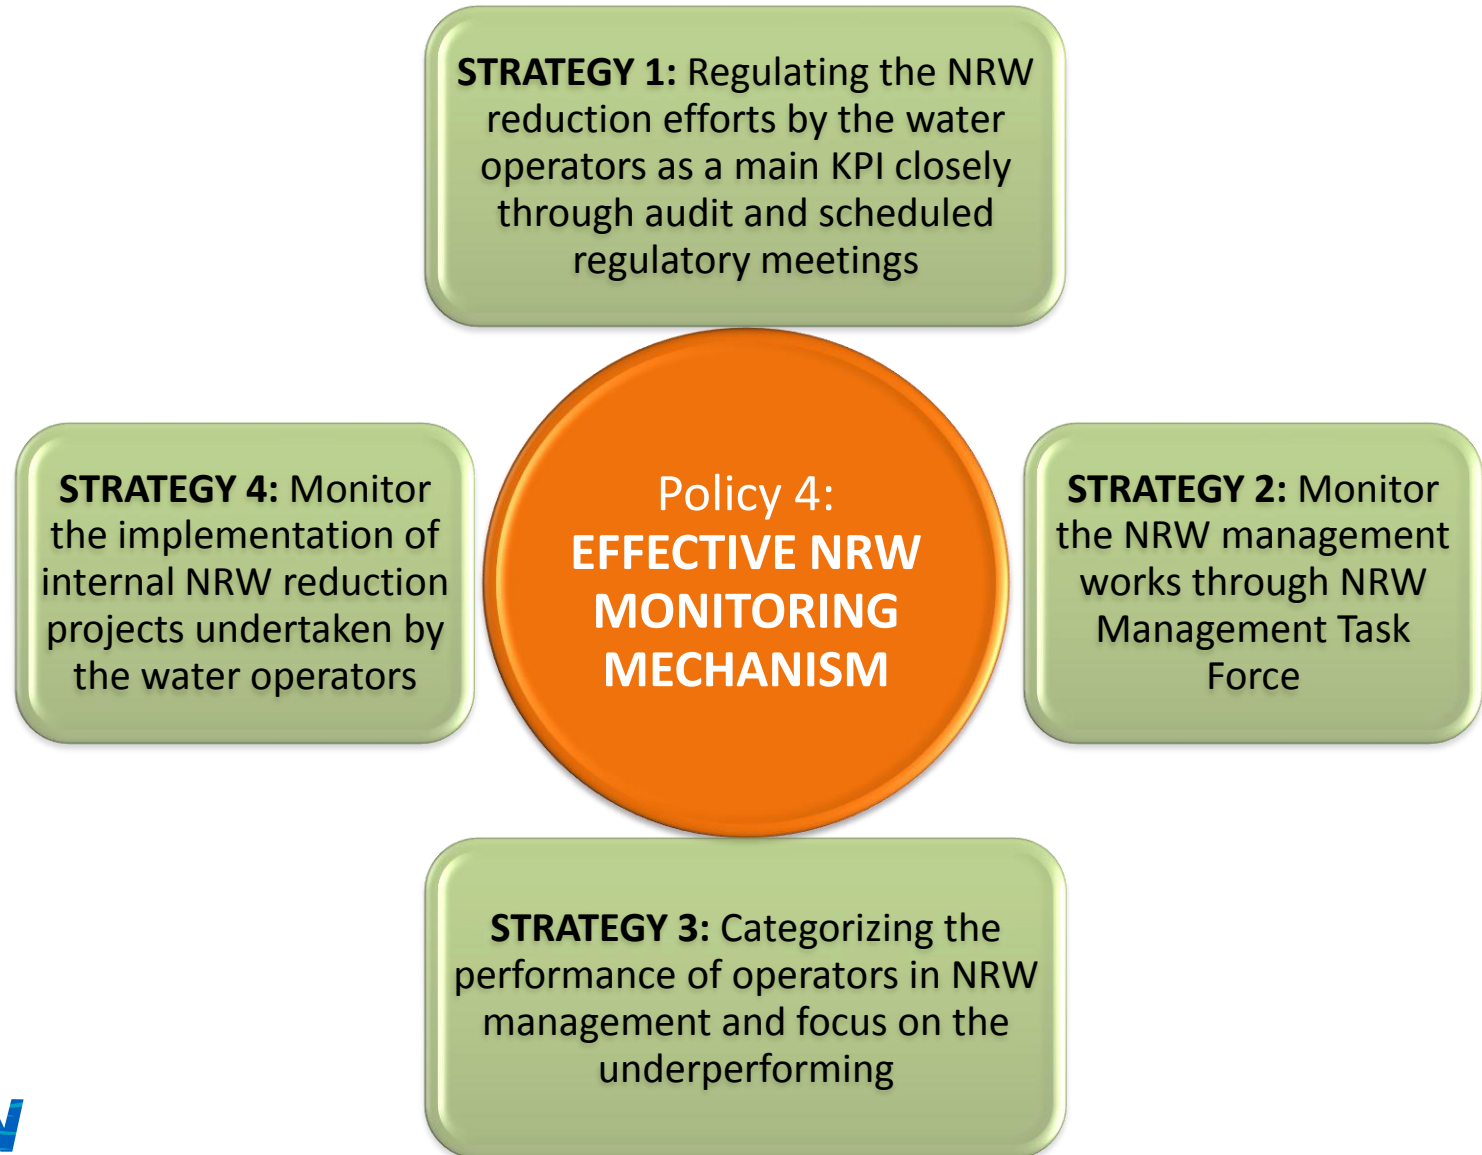 STRATEGY 1: Regulating the NRW
reduction efforts by the water
operators as a main KPI closely
through audit and scheduled
regulatory meetings
Policy 4:
EFFECTIVE NRW
MONITORING
MECHANISM
STRATEGY 4: Monitor
the implementation of
internal NRW reduction
projects undertaken by
the water operators
STRATEGY 2: Monitor
the NRW management
works through NRW
Management Task
Force
STRATEGY 3: Categorizing the
performance of operators in NRW
management and focus on the
underperforming